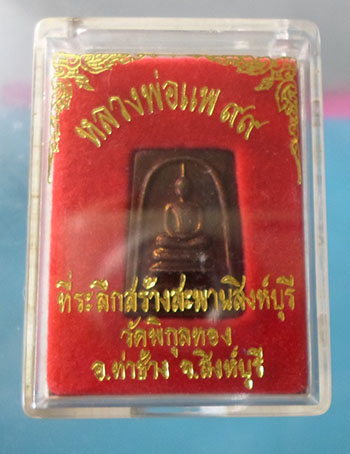 หลวงพ่อแพ ๙๙
ที่ระลึกสร้างสะพานสิงห์บุรี
วัดพิกุลทอง
อ.ท่าช้าง จ.สิงห์บุรี